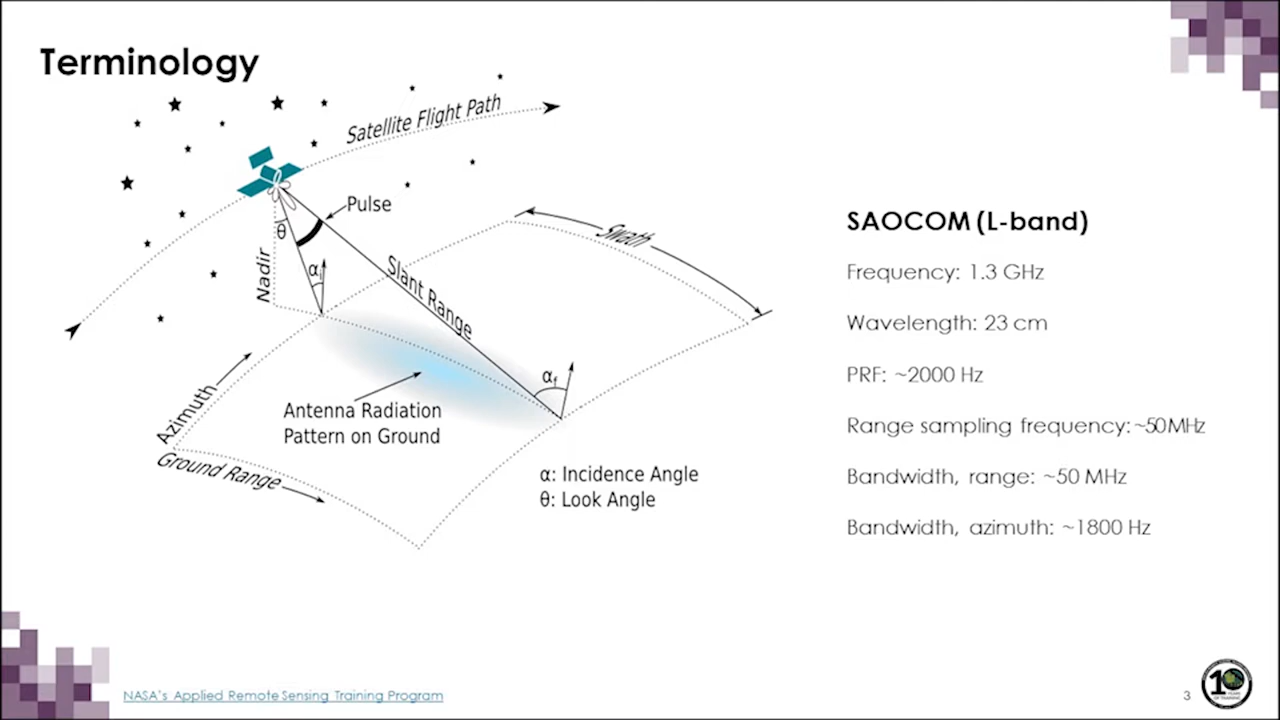 Terminology
Satellite Flight Path
Pulse
θ
Nadir
αi
Slant Range
Swath
αf
Azimuth
Antenna Radiation
Pattern on Ground
Ground Range
α: Incidence Angle
θ: Look Angle
SAOCOM (L-band)
Frequency: 1.3 GHz
Wavelength: 23 cm
PRF: ~2000 Hz
Range sampling frequency: ~50MHz
Bandwidth, range: ~50 MHz
Bandwidth, azimuth: ~1800 Hz
NASA's Applied Remote Sensing Training Program
3